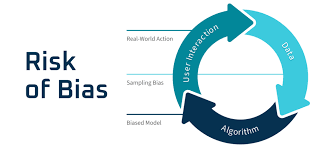 Risk
of Bias
Real-World Action
Sampling Bias
Biased Model
User Interaction
Data
Algorithm